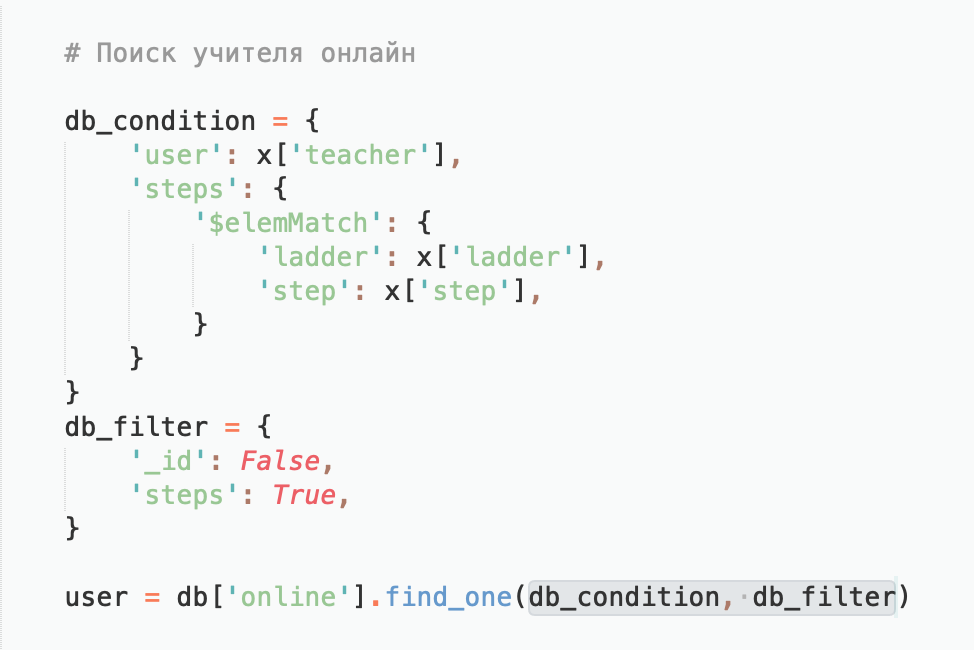 # Поиск учителя онлайн
db_condition = {
    'user': x['teacher'],
    'steps': {
        '$elemMatch': {
            'ladder': x['ladder'],
            'step': x['step'],
        }
    }
}
db_filter = {
    '_id': False,
    'steps': True,
}
user = db['online'].find_one(db_condition, db_filter)